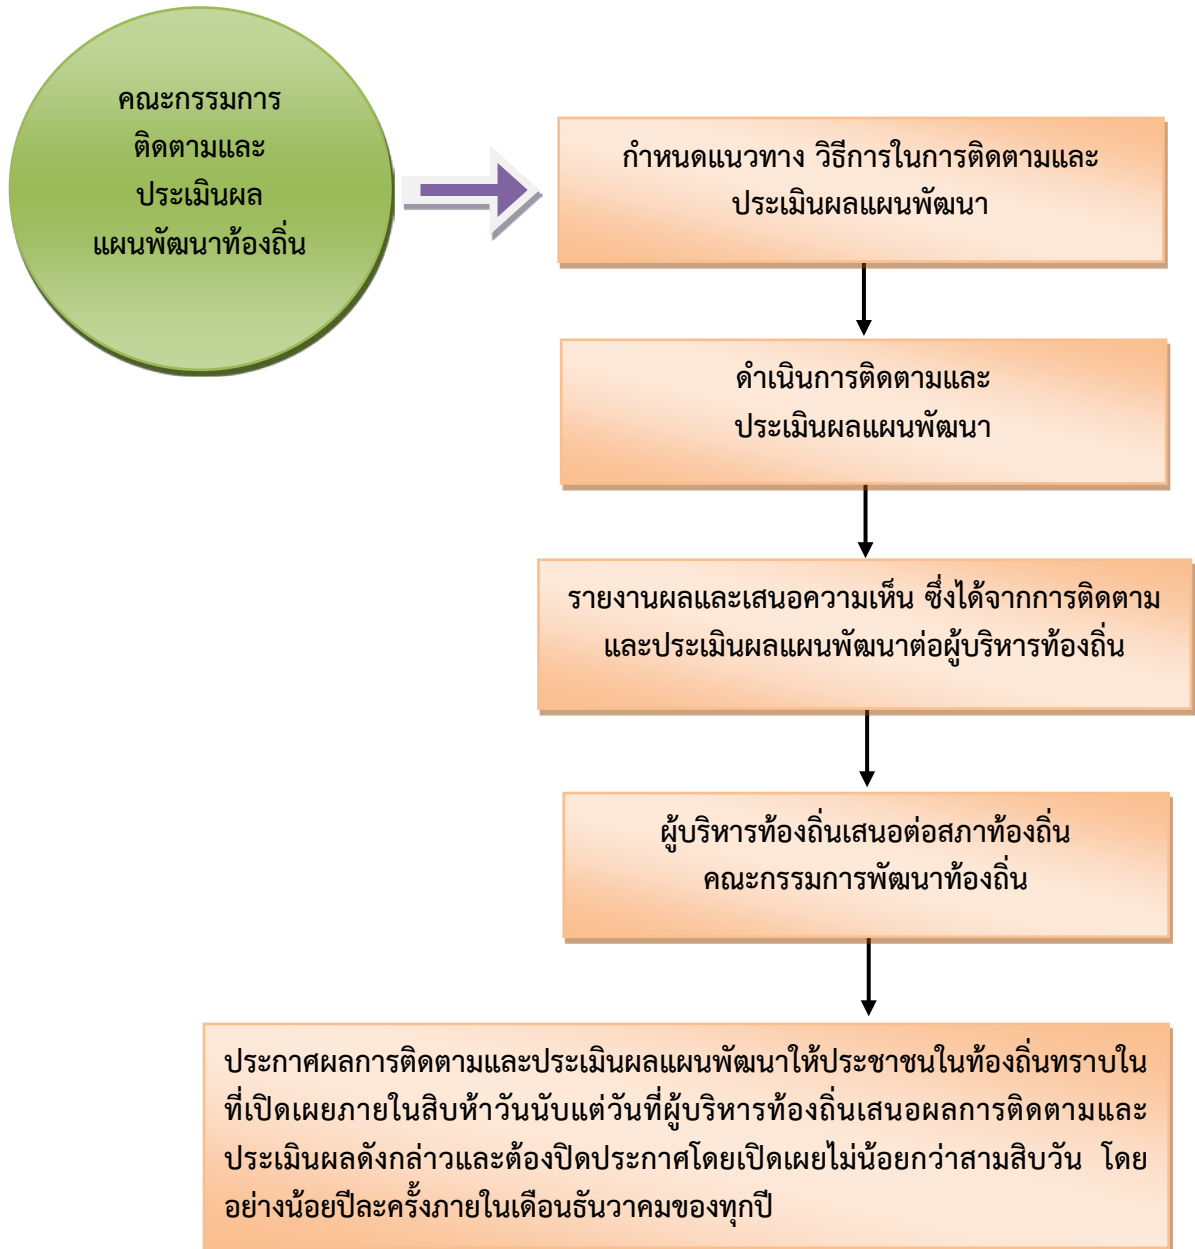 คณะกรรมการ
ติดตามและ
ประเมินผล
แผนพัฒนาท้องถิ่น
กำหนดแนวทาง วิธีการในการติดตามและ
ประเมินผลแผนพัฒนา
ดำเนินการติดตามและ
ประเมินผลแผนพัฒนา
รายงานผลและเสนอความเห็น ซึ่งได้จากการติดตาม
และประเมินผลแผนพัฒนาต่อผู้บริหารท้องถิ่น
ผู้บริหารท้องถิ่นเสนอต่อสภาท้องถิ่น
คณะกรรมการพัฒนาท้องถิ่น
ประกาศผลการติดตามและประเมินผลแผนพัฒนาให้ประชาชนในท้องถิ่นทราบใน
ที่เปิดเผยภายในสิบห้าวันนับแต่วันที่ผู้บริหารท้องถิ่นเสนอผลการติดตามและ
ประเมินผลดังกล่าวและต้องปิดประกาศโดยเปิดเผยไม่น้อยกว่าสามสิบวัน โดย
อย่างน้อยปีละครั้งภายในเดือนธันวาคมของทุกปี